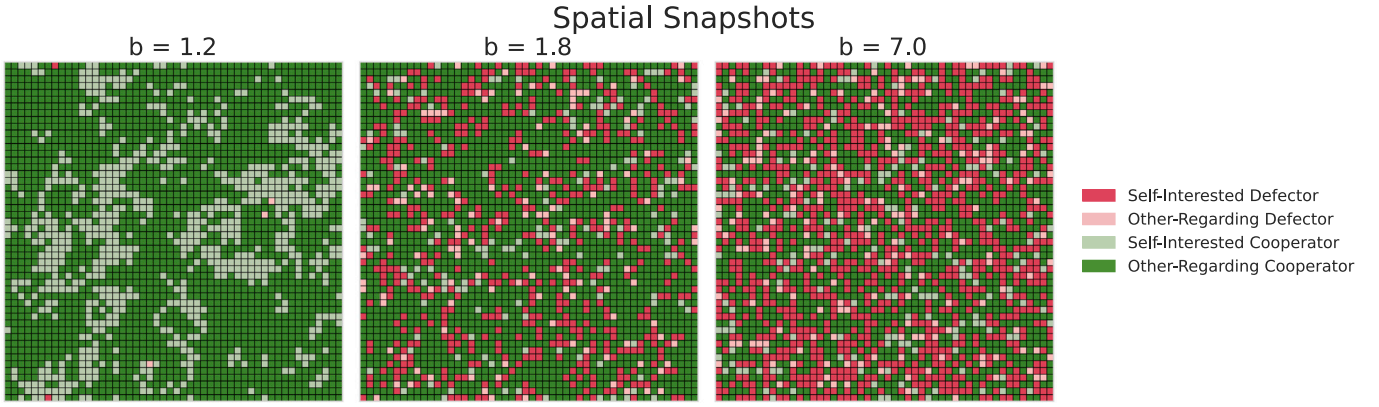 Spatial Snapshots
b = 1.2
b = 1.8
b = 7.0
Self-Interested Defector
Other-Regarding Defector
Self-Interested Cooperator
Other-Regarding Cooperator